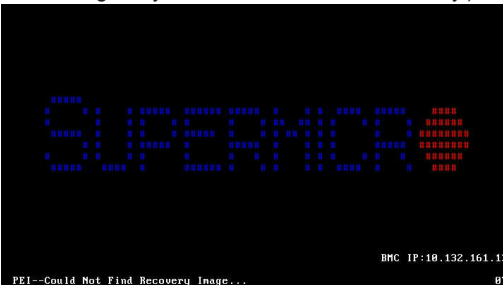 SUPERMICRO
BMC IP:10.132.161.1
PEI--Could Not Find Recovery Image...